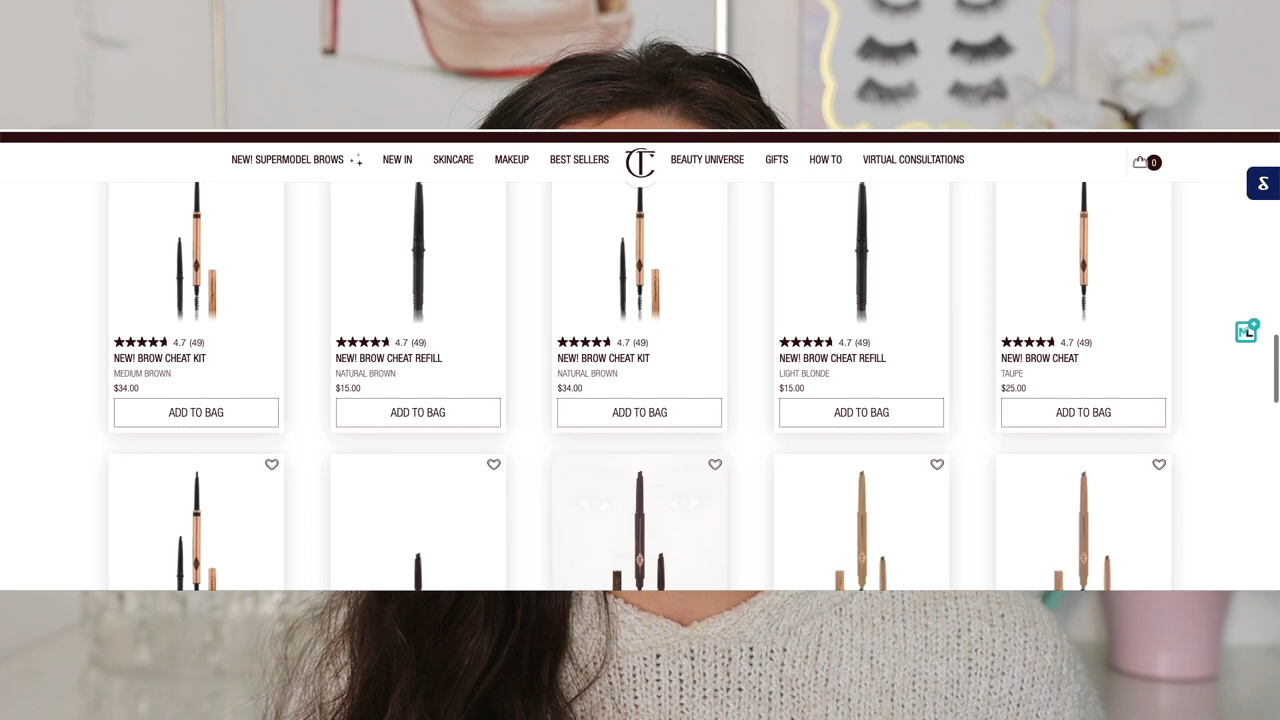 NEW! SUPERMODEL BROWS NEW IN SKINCARE MAKEUP BEST SELLERS CT BEAUTY UNIVERSE GIFTS HOW TO VIRTUAL CONSULTATIONS 0
ML
4.7 (49) 4.7 (49) 4.7 (49) 4.7 (49) 4.7 (49)
NEW! BROW CHEAT KIT NEW! BROW CHEAT REFILL NEW! BROW CHEAT KIT NEW! BROW CHEAT REFILL NEW! BROW CHEAT
MEDIUM BROWN NATURAL BROWN NATURAL BROWN LIGHT BLONDE TAUPE
$34.00 $15.00 $34.00 $15.00 $25.00
ADD TO BAG ADD TO BAG ADD TO BAG ADD TO BAG ADD TO BAG